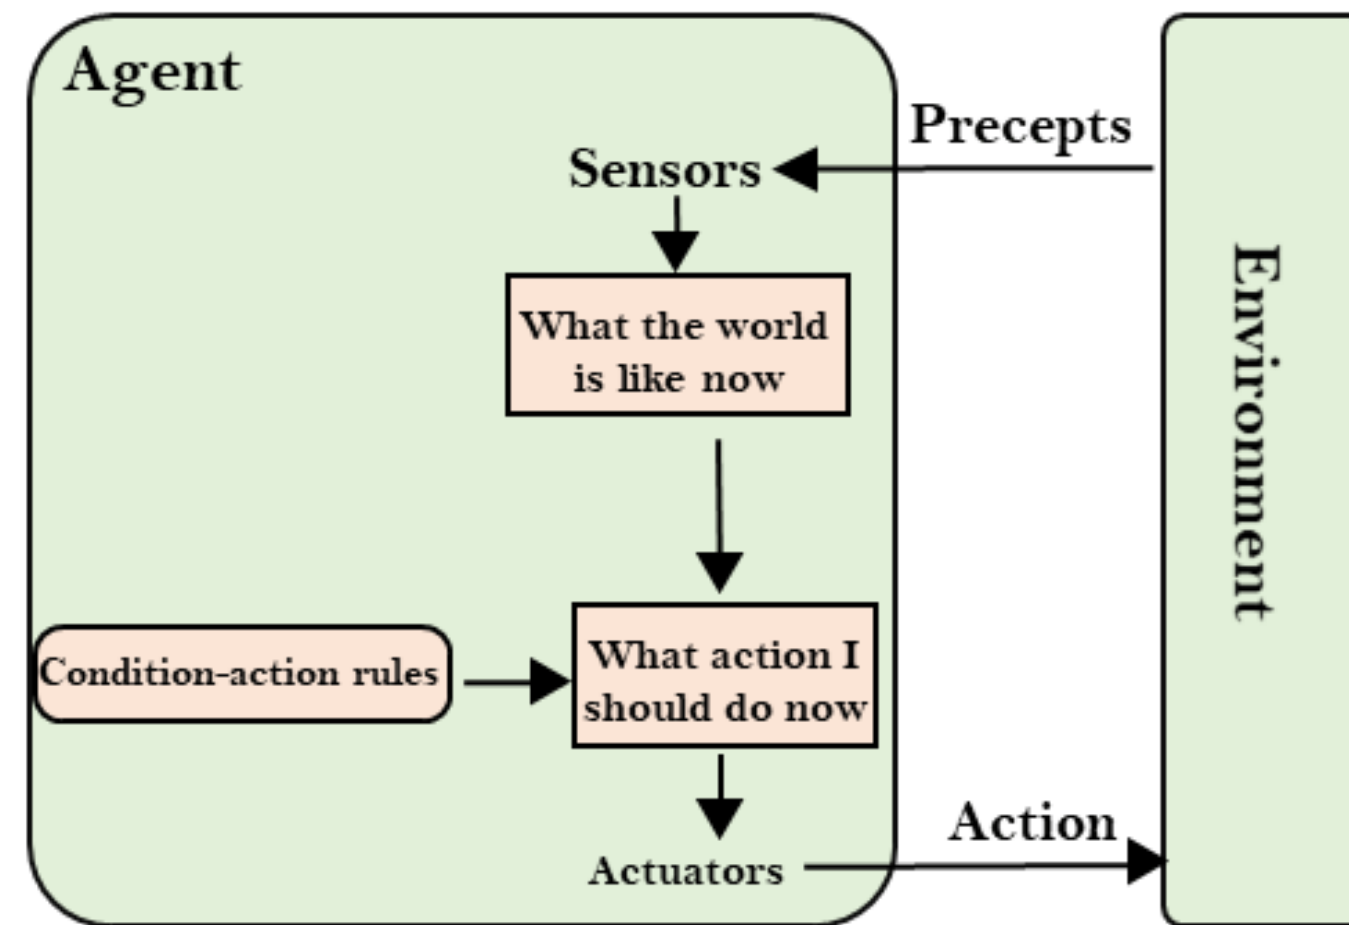 Agent
Precepts
Sensors
What the world
is like now
Environment
Condition-action rules
What action I
should do now
Action
Actuators